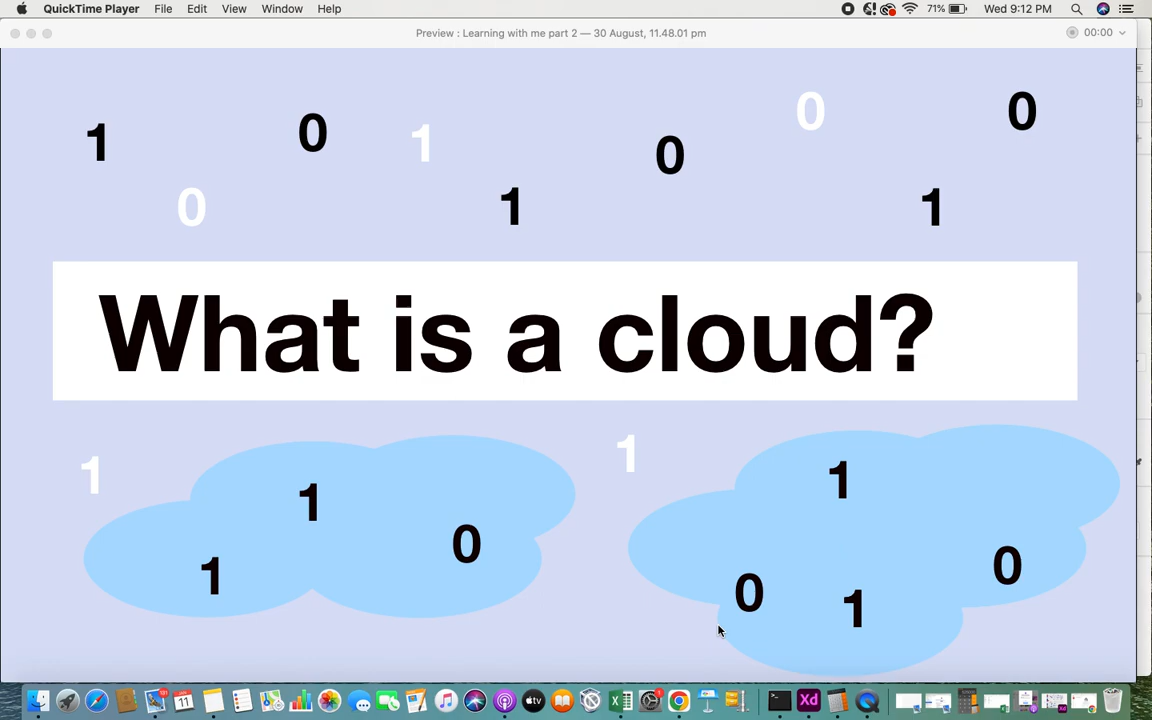 QuickTime Player File Edit View Window Help 71% Wed 9:12 PM
Preview : Learning with me part 2 — 30 August, 11.48.01 pm 00:00
1 0 1 0 0 0
0 1 1
What is a cloud?
1 1 0 1 1
1 0 0 1